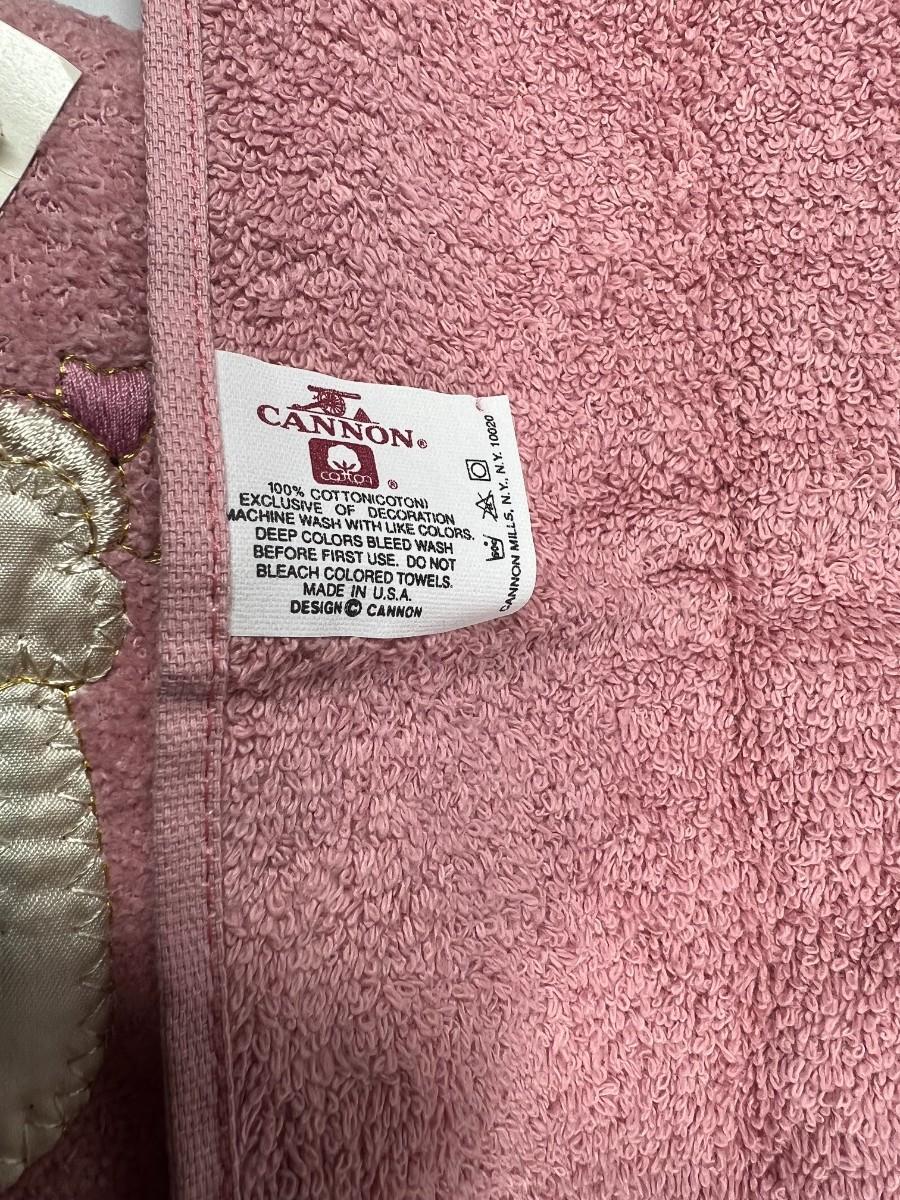 CANNON®
cotton ®
100% COTTON(COTON)
EXCLUSIVE OF DECORATION
MACHINE WASH WITH LIKE COLORS.
DEEP COLORS BLEED WASH
BEFORE FIRST USE. DO NOT
BLEACH COLORED TOWELS.
MADE IN U.S.A.
DESIGN © CANNON
CANNON MILLS, N.Y., N.Y. 10020